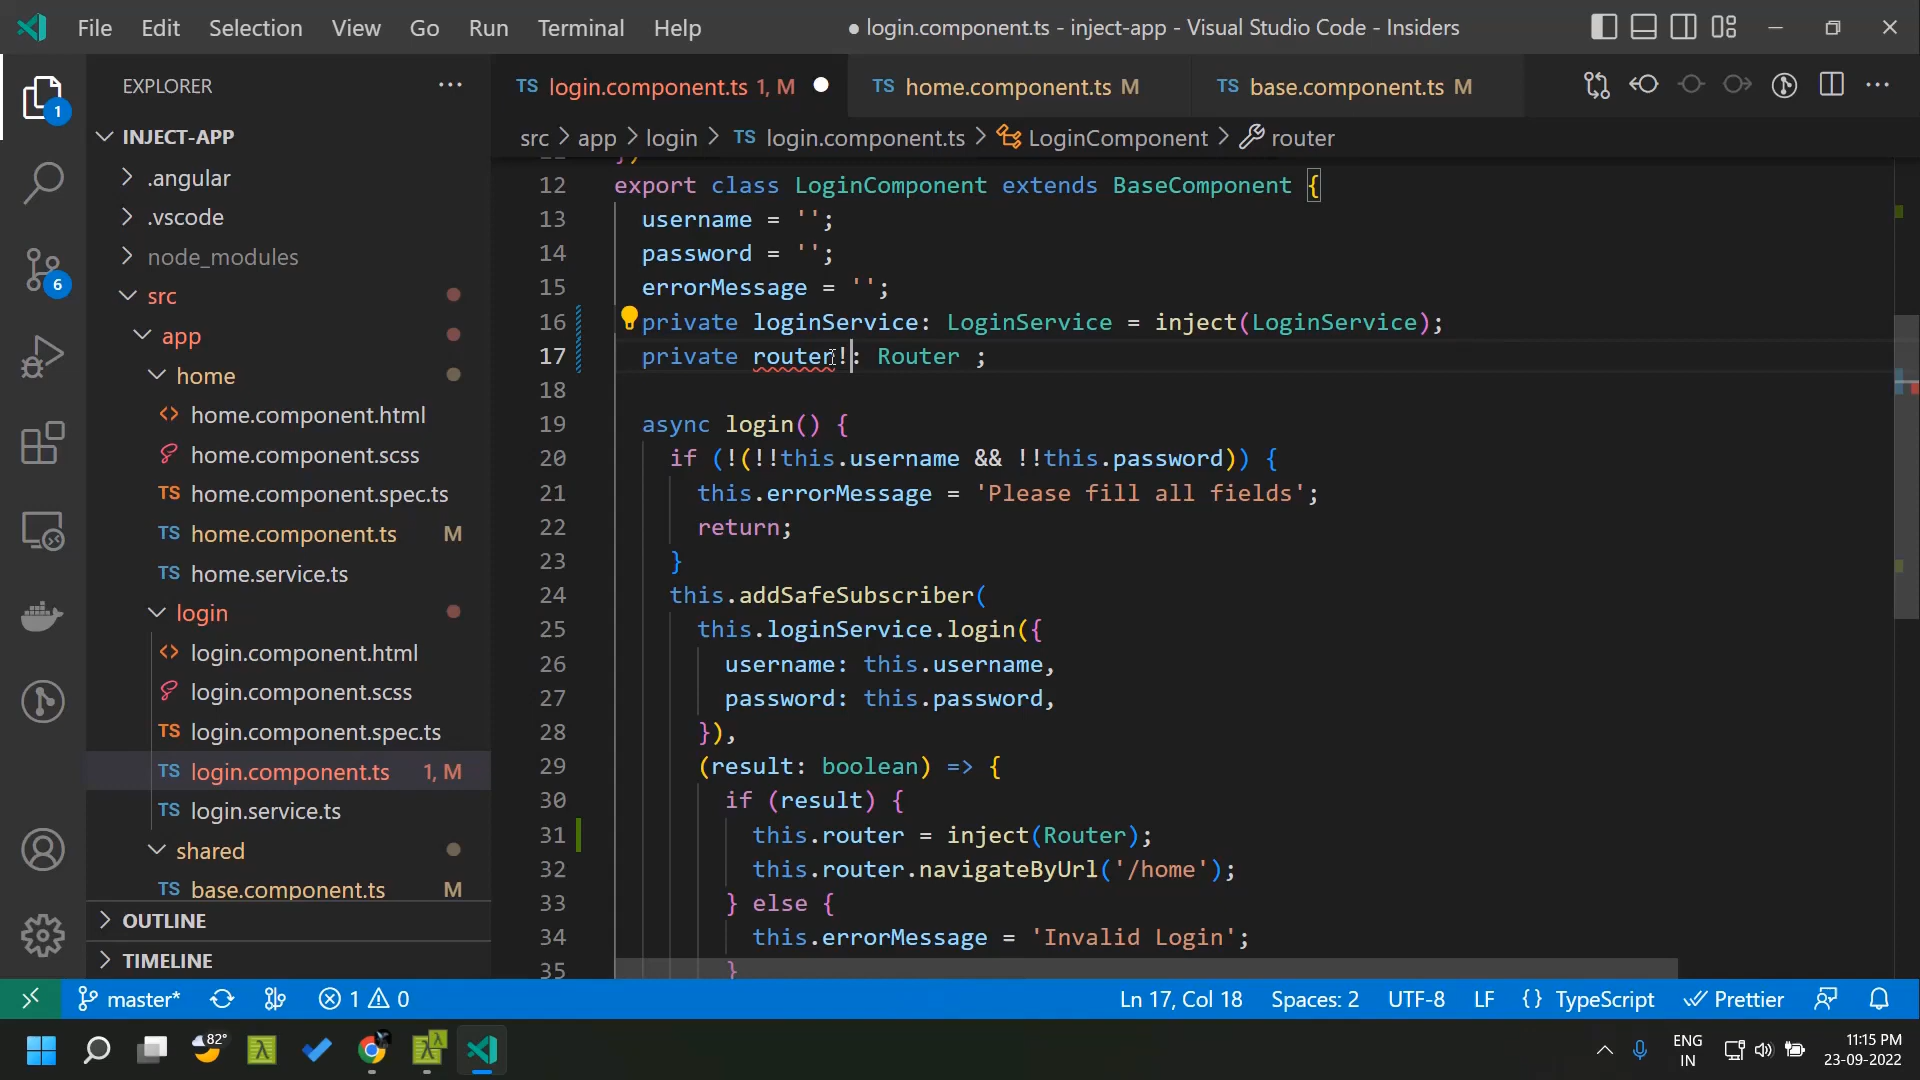 File Edit Selection View Go Run Terminal Help
● login.component.ts - inject-app - Visual Studio Code - Insiders
EXPLORER
1
INJECT-APP
.angular
.vscode
node_modules
6
src
app
home
<> home.component.html
home.component.scss
TS home.component.spec.ts
TS home.component.ts M
TS home.service.ts
login
<> login.component.html
login.component.scss
TS login.component.spec.ts
TS login.component.ts 1, M
TS login.service.ts
shared
TS base.component.ts M
OUTLINE
TIMELINE
TS login.component.ts 1, M
TS home.component.ts M
TS base.component.ts M
src > app > login > TS login.component.ts > LoginComponent > router
12 export class LoginComponent extends BaseComponent {
13 username = '';
14 password = '';
15 errorMessage = '';
16 private loginService: LoginService = inject(LoginService);
17 private router!: Router ;
18
19 async login() {
20 if (!(!!this.username && !!this.password)) {
21 this.errorMessage = 'Please fill all fields';
22 return;
23 }
24 this.addSafeSubscriber(
25 this.loginService.login({
26 username: this.username,
27 password: this.password,
28 }),
29 (result: boolean) => {
30 if (result) {
31 this.router = inject(Router);
32 this.router.navigateByUrl('/home');
33 } else {
34 this.errorMessage = 'Invalid Login';
35 }
master* 1 0
Ln 17, Col 18 Spaces: 2 UTF-8 LF {} TypeScript Prettier
82°
ENG
IN
11:15 PM
23-09-2022